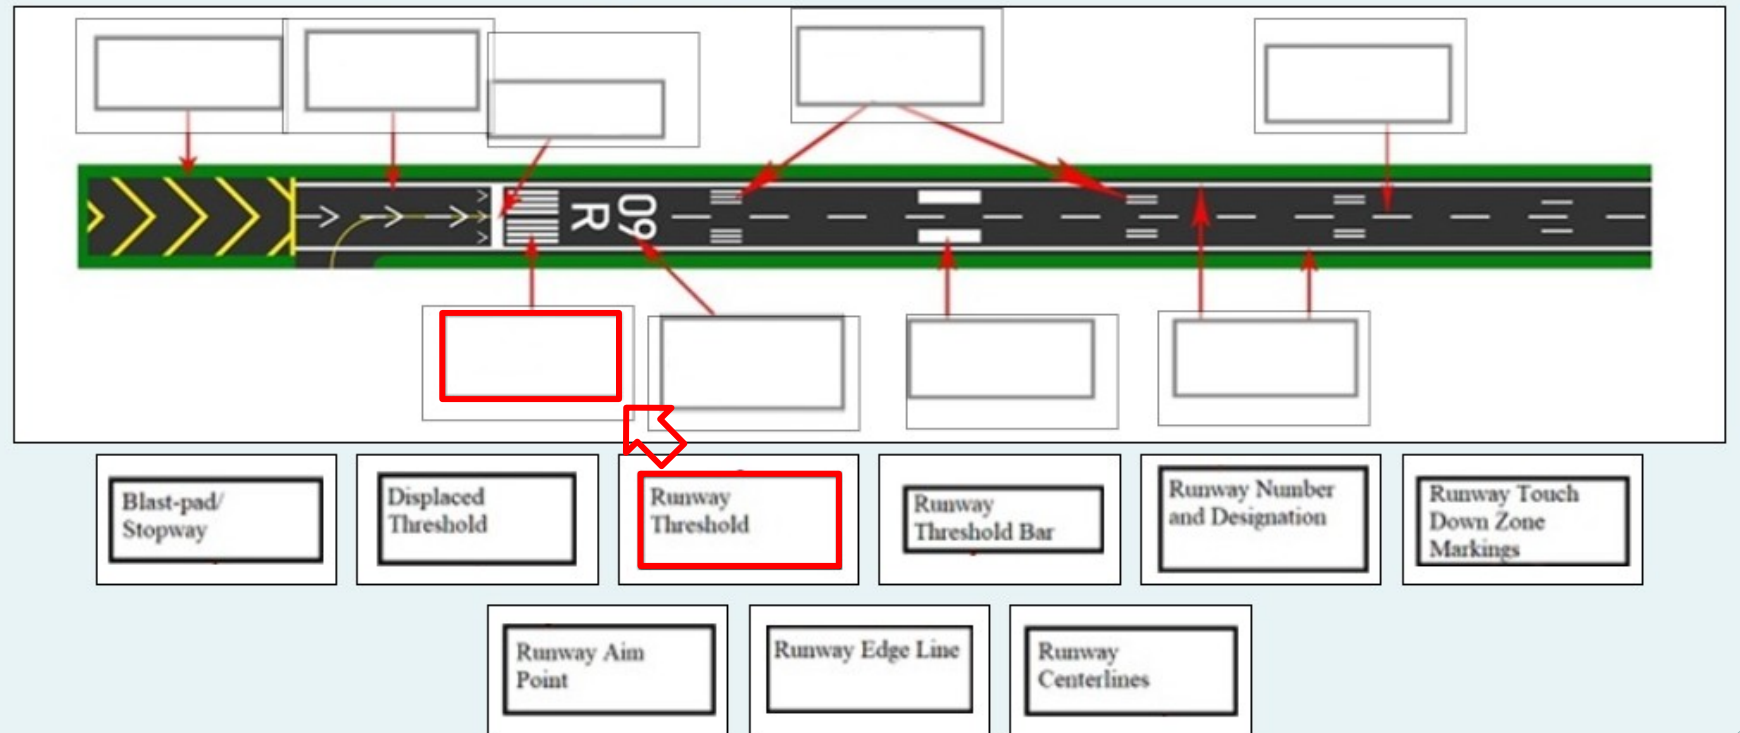 R
09
Blast-pad/
Stopway
Displaced
Threshold
Runway
Threshold
Runway
Threshold Bar
Runway Number
and Designation
Runway Touch
Down Zone
Markings
Runway Aim
Point
Runway Edge Line
Runway
Centerlines